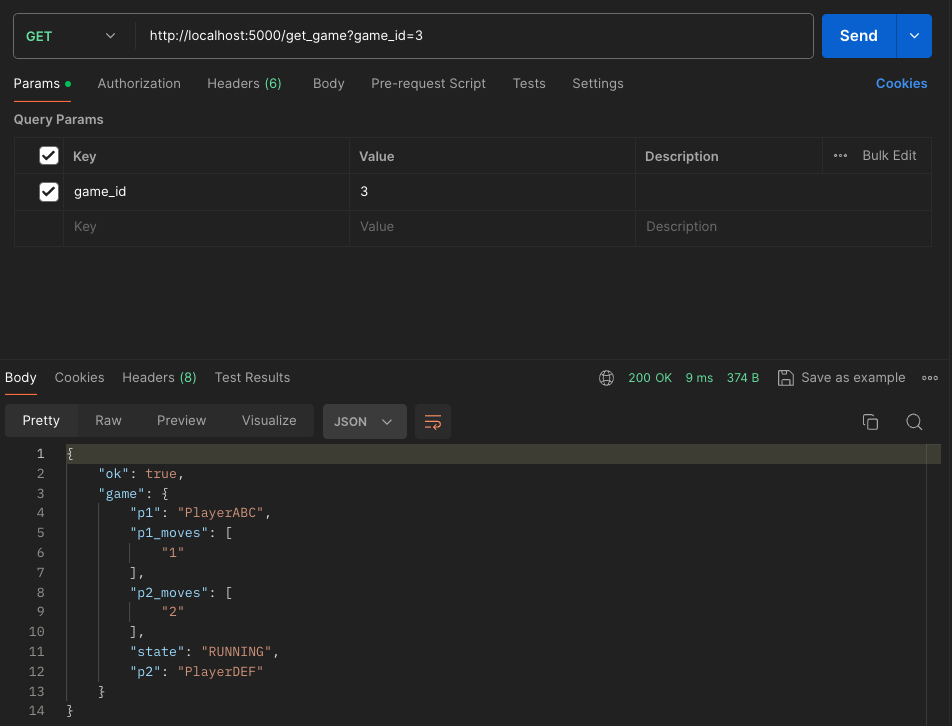 GET http://localhost:5000/get_game?game_id=3 Send
Params Authorization Headers (6) Body Pre-request Script Tests Settings Cookies
Query Params
Key Value Description ••• Bulk Edit
game_id 3
Key Value Description
Body Cookies Headers (8) Test Results 200 OK 9 ms 374 B Save as example
Pretty Raw Preview Visualize JSON
1 {
2 "ok": true,
3 "game": {
4 "p1": "PlayerABC",
5 "p1_moves": [
6 "1"
7 ],
8 "p2_moves": [
9 "2"
10 ],
11 "state": "RUNNING",
12 "p2": "PlayerDEF"
13 }
14 }